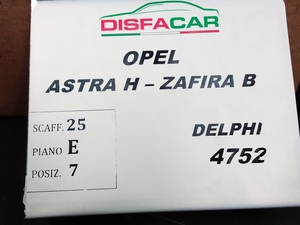 DISFACAR
OPEL
ASTRA H – ZAFIRA B
SCAFF. 25
PIANO E
POSIZ. 7
DELPHI
4752